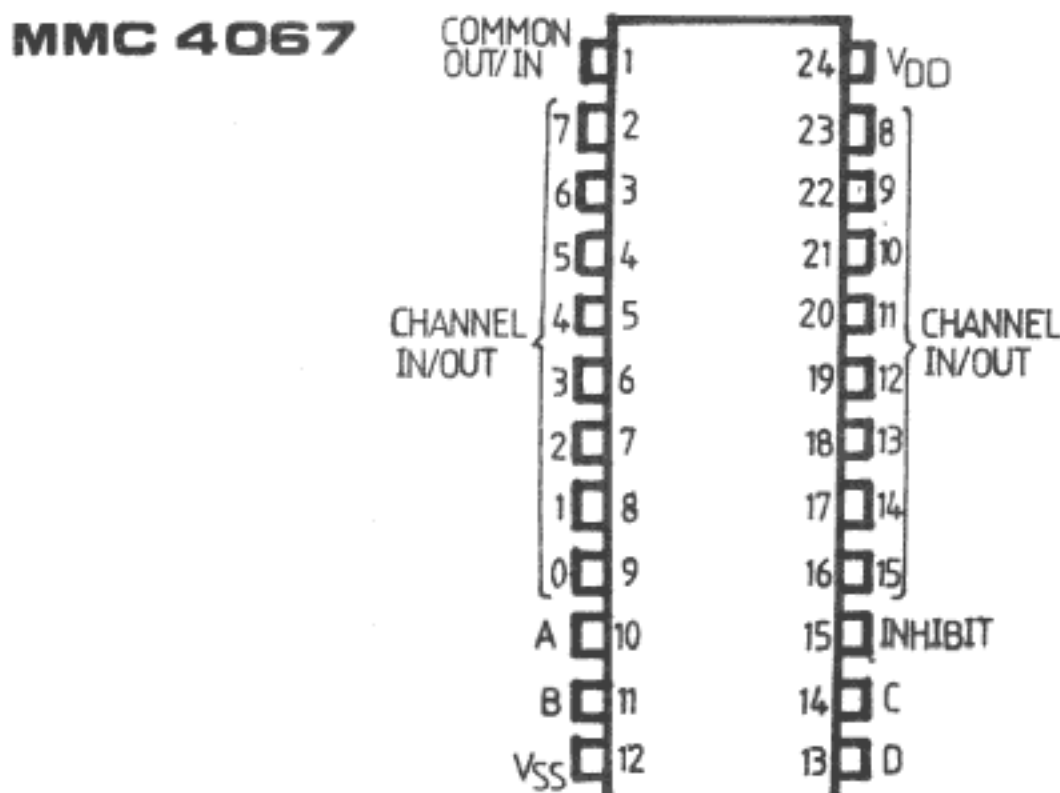 MMC 4067
COMMON
OUT/IN 1 24 VDD
7 2 23 8
6 3 22 9
5 4 21 10
4 5 20 11
CHANNEL
IN/OUT
CHANNEL
IN/OUT
3 6 19 12
2 7 18 13
1 8 17 14
0 9 16 15
A 10 15 INHIBIT
B 11 14 C
VSS 12 13 D